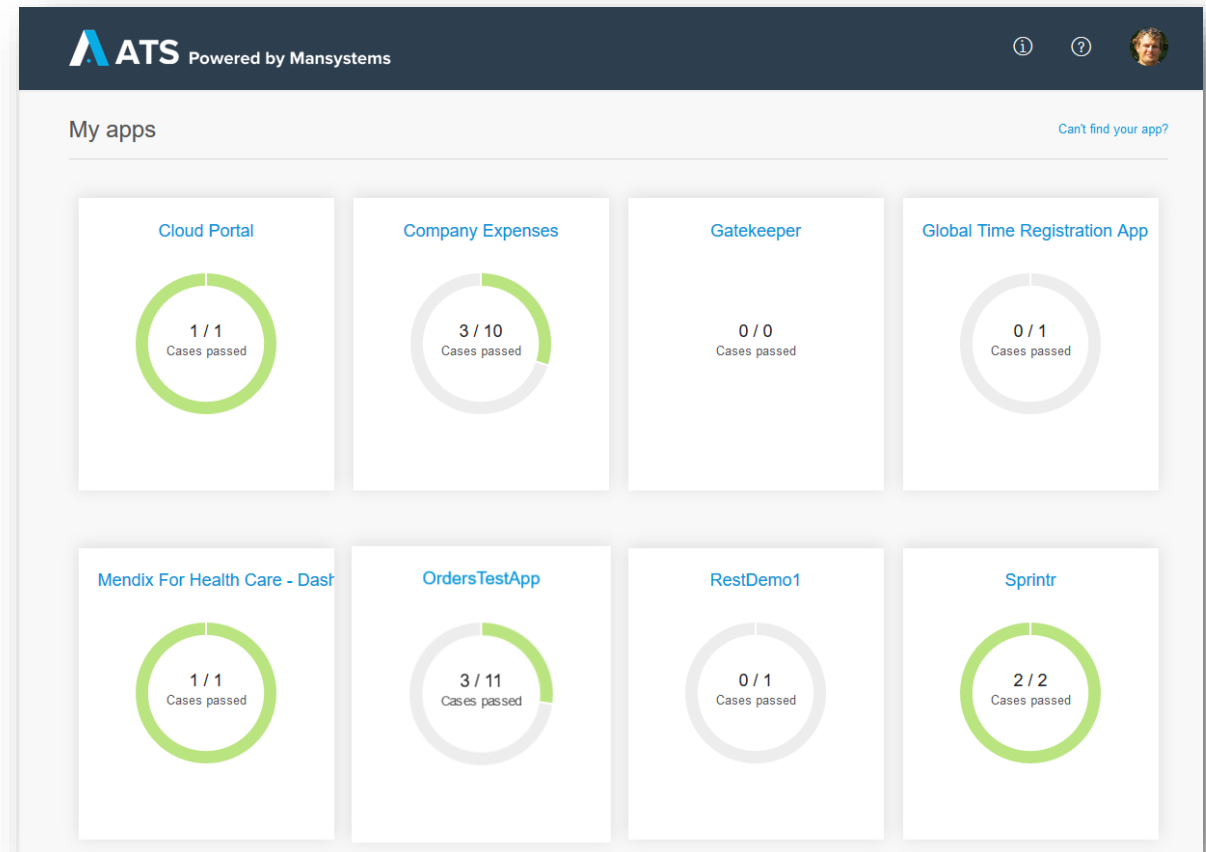 ATS Powered by Mansystems
My apps
Can't find your app?
Cloud Portal
1 / 1
Cases passed
Company Expenses
3 / 10
Cases passed
Gatekeeper
0 / 0
Cases passed
Global Time Registration App
0 / 1
Cases passed
Mendix For Health Care - Dash
1 / 1
Cases passed
OrdersTestApp
3 / 11
Cases passed
RestDemo1
0 / 1
Cases passed
Sprintr
2 / 2
Cases passed